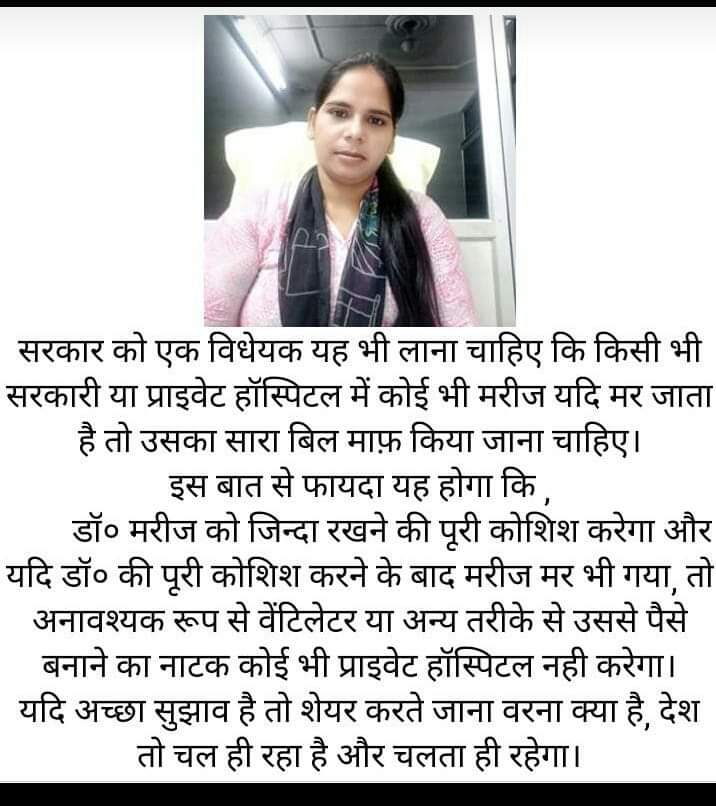 सरकार को एक विधेयक यह भी लाना चाहिए कि किसी भी
सरकारी या प्राइवेट हॉस्पिटल में कोई भी मरीज यदि मर जाता
है तो उसका सारा बिल माफ़ किया जाना चाहिए।
इस बात से फायदा यह होगा कि ,
डॉ० मरीज को जिन्दा रखने की पूरी कोशिश करेगा और
यदि डॉ० की पूरी कोशिश करने के बाद मरीज मर भी गया, तो
अनावश्यक रूप से वेंटिलेटर या अन्य तरीके से उससे पैसे
बनाने का नाटक कोई भी प्राइवेट हॉस्पिटल नही करेगा।
यदि अच्छा सुझाव है तो शेयर करते जाना वरना क्या है, देश
तो चल ही रहा है और चलता ही रहेगा।